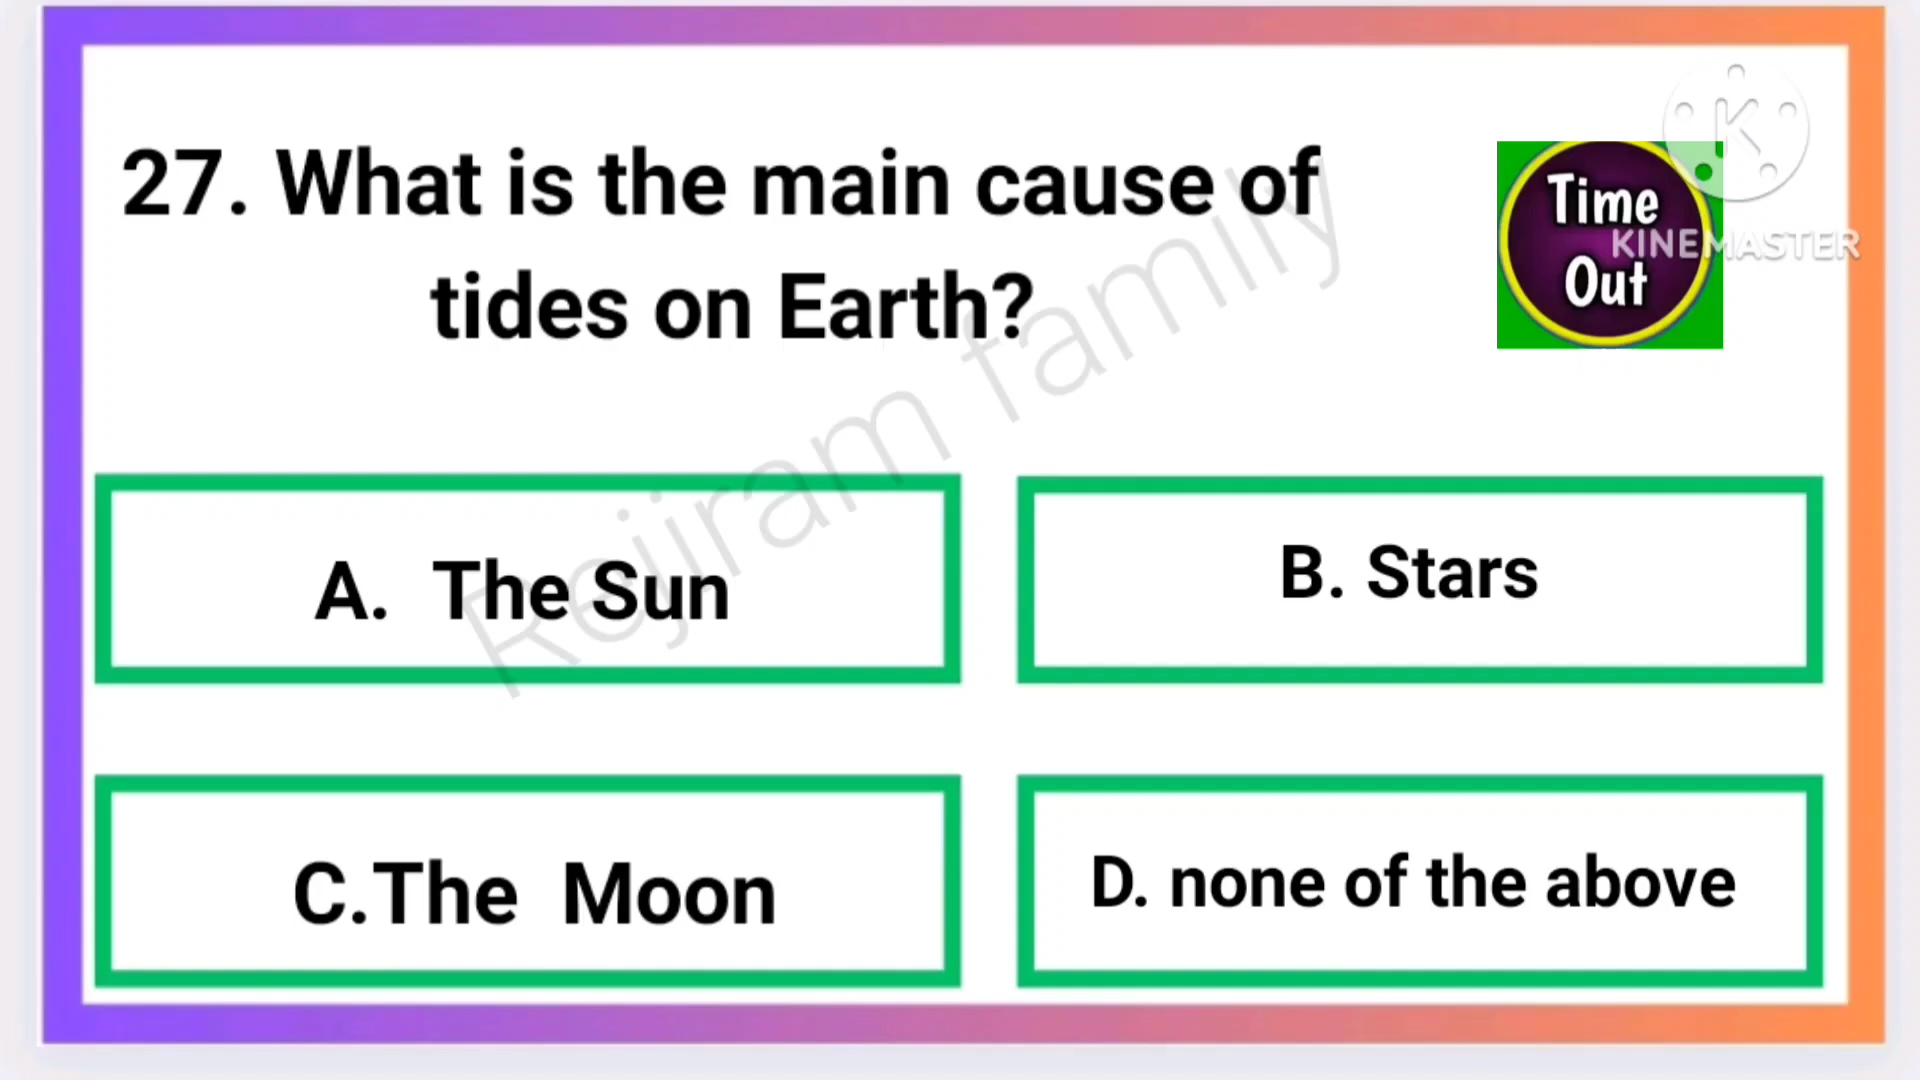 27. What is the main cause of
tides on Earth?
Time
Out
KINEMASTER
Rejiram family
A. The Sun
B. Stars
C.The Moon
D. none of the above